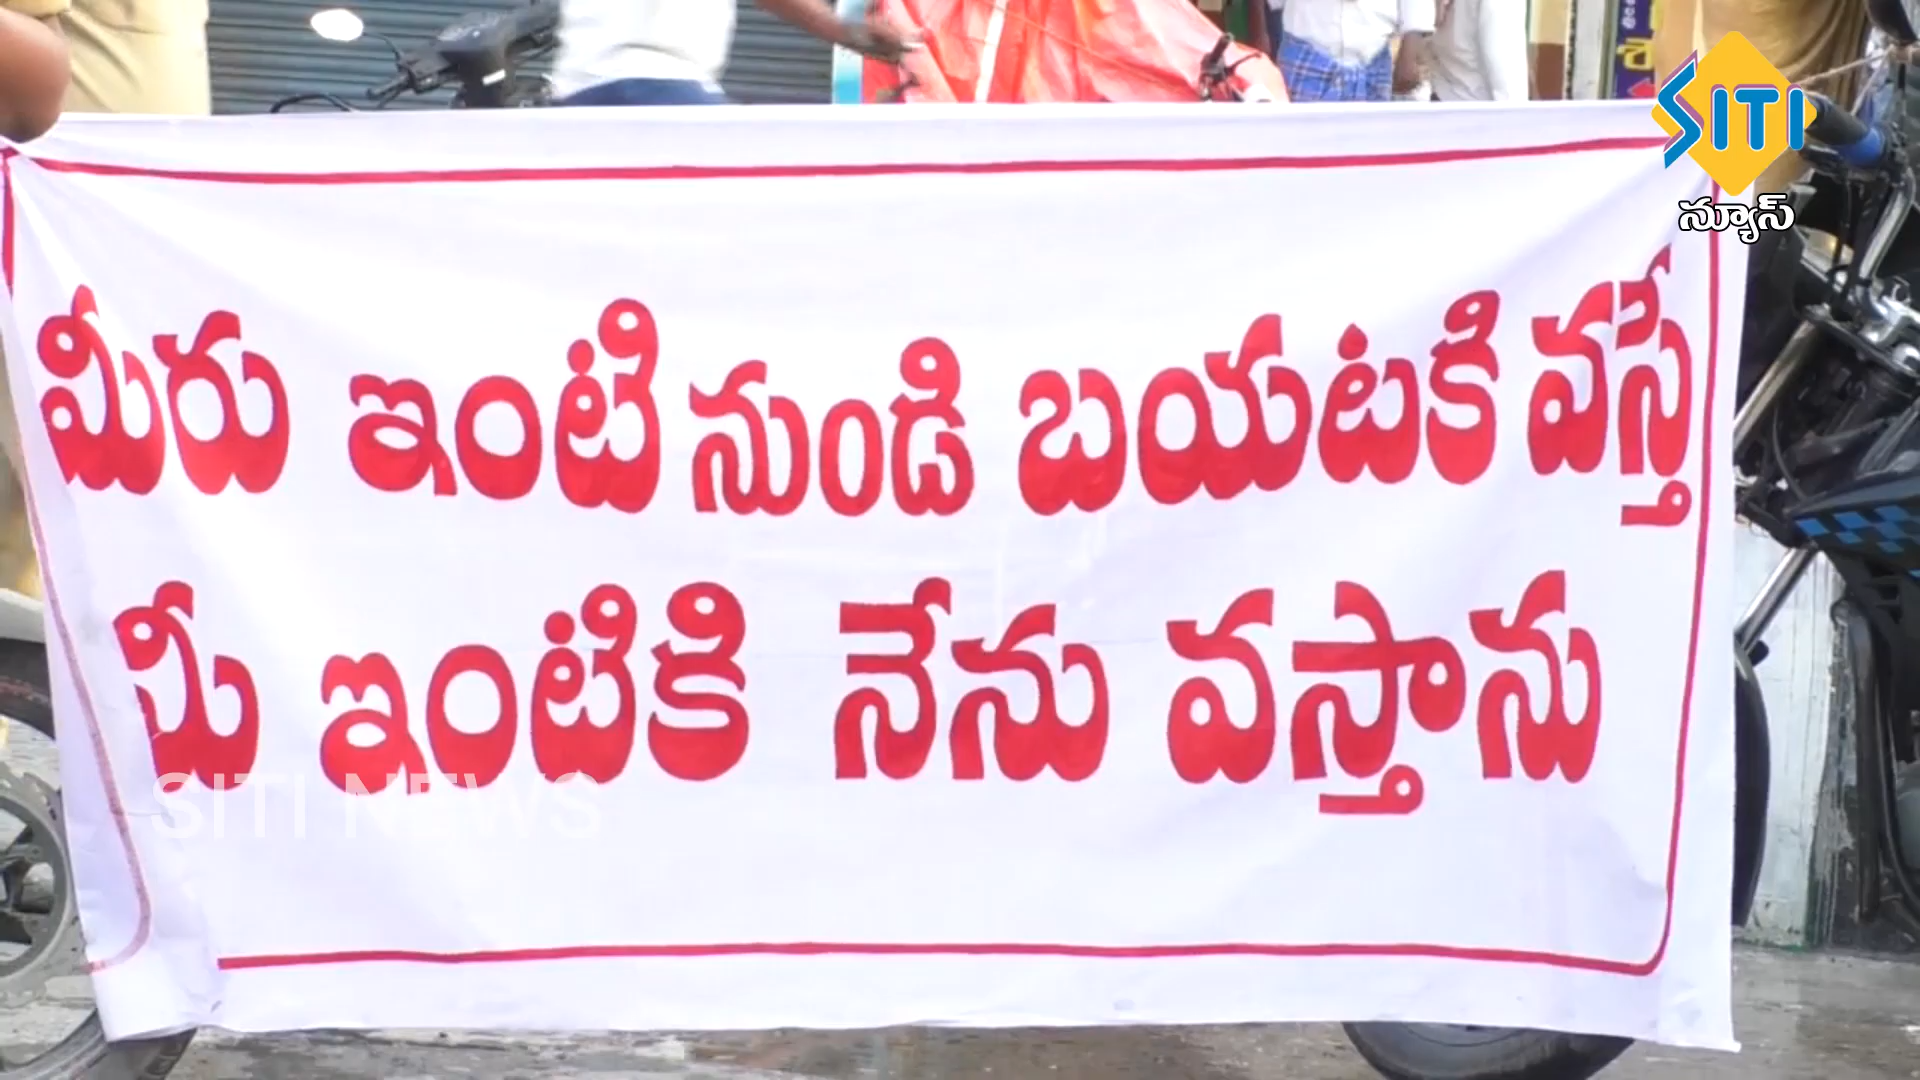 SITI
న్యూస్
మీరు ఇంటి నుండి బయటకి వస్తే
మీ ఇంటికి నేను వస్తాను
SITI NEWS